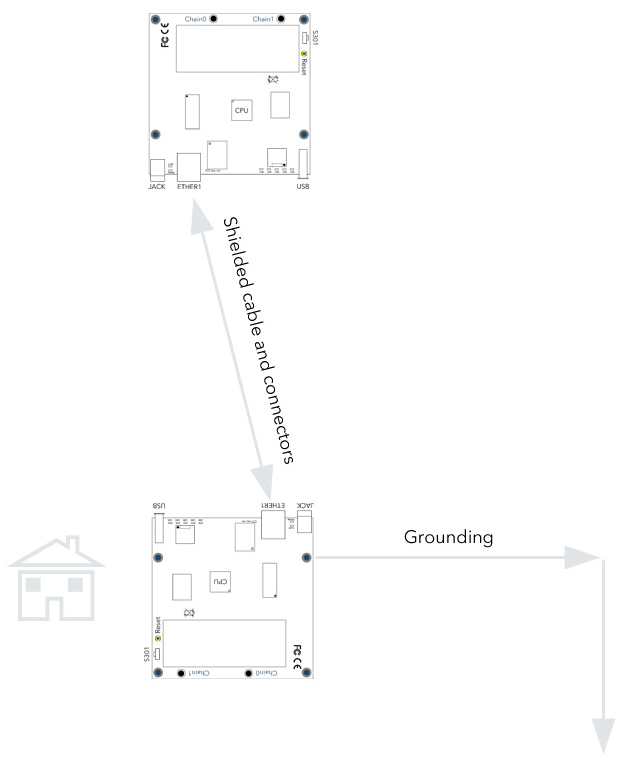 Chain0
Chain1
FC CE
S301
Reset
CPU
JACK
ETHER1
USB
Shielded cable and connectors
USB
ETHER1
JACK
Grounding
CPU
Reset
S301
FC CE
Chain1
Chain0